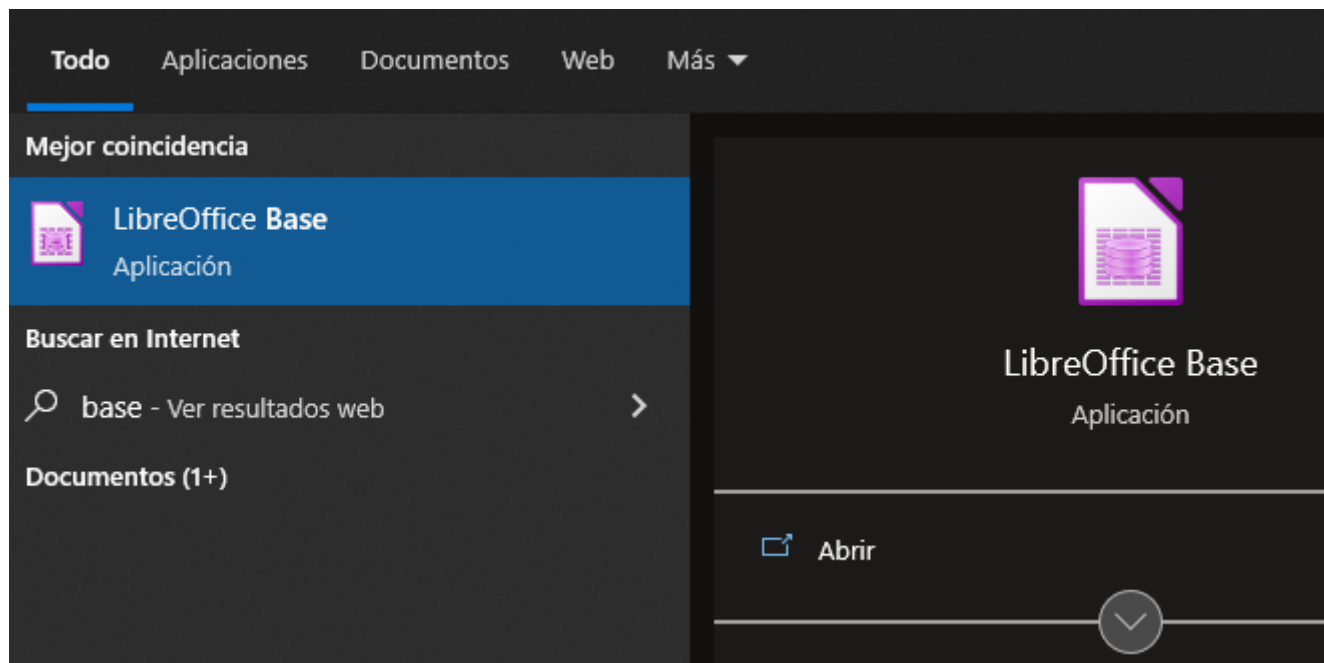 Todo Aplicaciones Documentos Web Más
Mejor coincidencia
LibreOffice Base
Aplicación
Buscar en Internet
base - Ver resultados web
Documentos (1+)
LibreOffice Base
Aplicación
Abrir